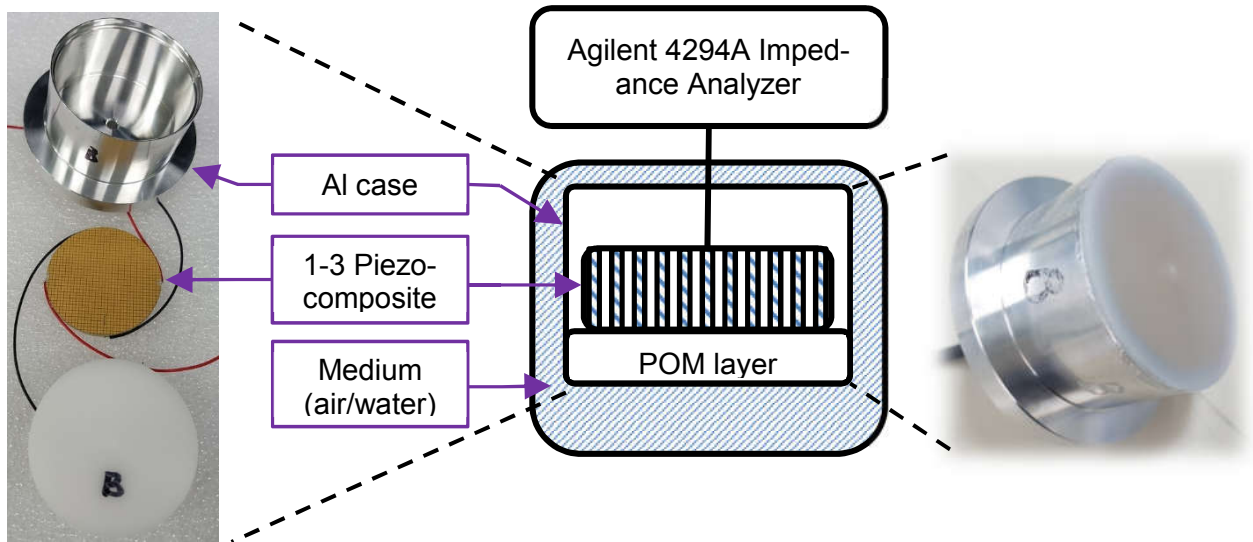 Agilent 4294A Imped-
ance Analyzer
Al case
1-3 Piezo-
composite
Medium
(air/water)
POM layer
B
B